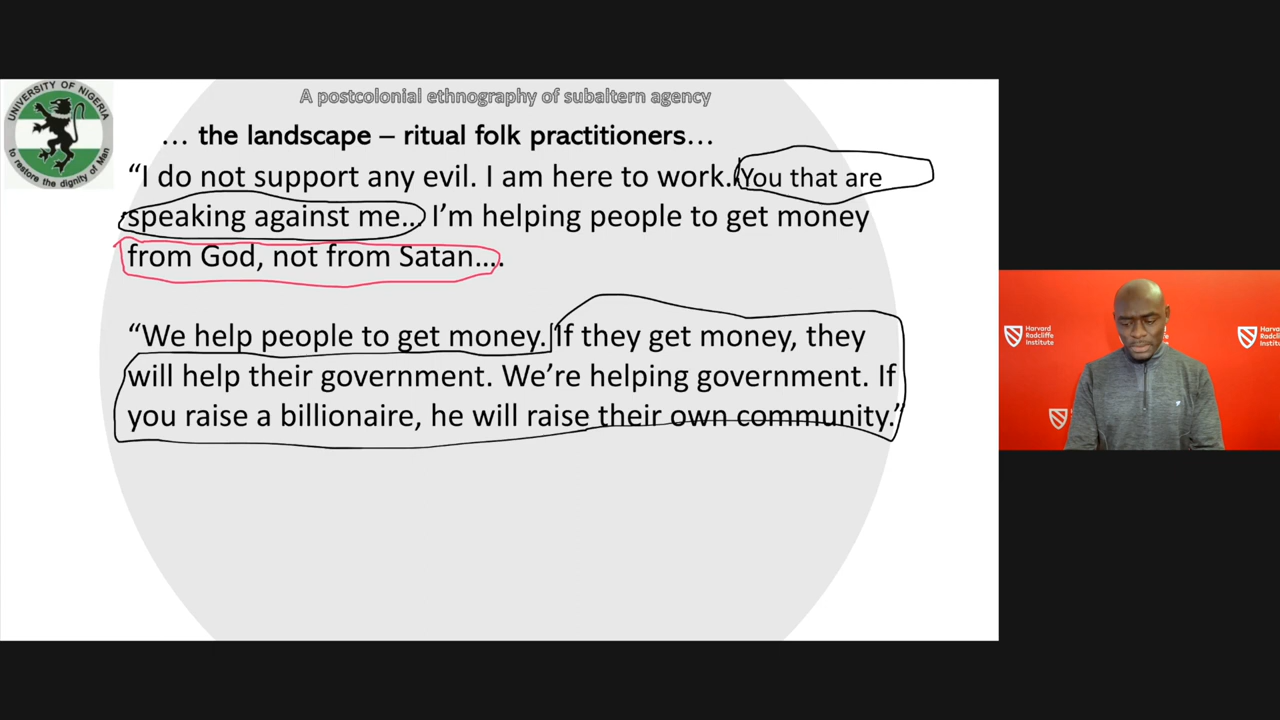 UNIVERSITY OF NIGERIA
to restore the dignity of Man
A postcolonial ethnography of subaltern agency
… the landscape – ritual folk practitioners…
“I do not support any evil. I am here to work. You that are
speaking against me… I’m helping people to get money
from God, not from Satan….
“We help people to get money. If they get money, they
will help their government. We’re helping government. If
you raise a billionaire, he will raise their own community.”
Harvard
Radcliffe
Institute
Harvard
Radcliffe
Institute